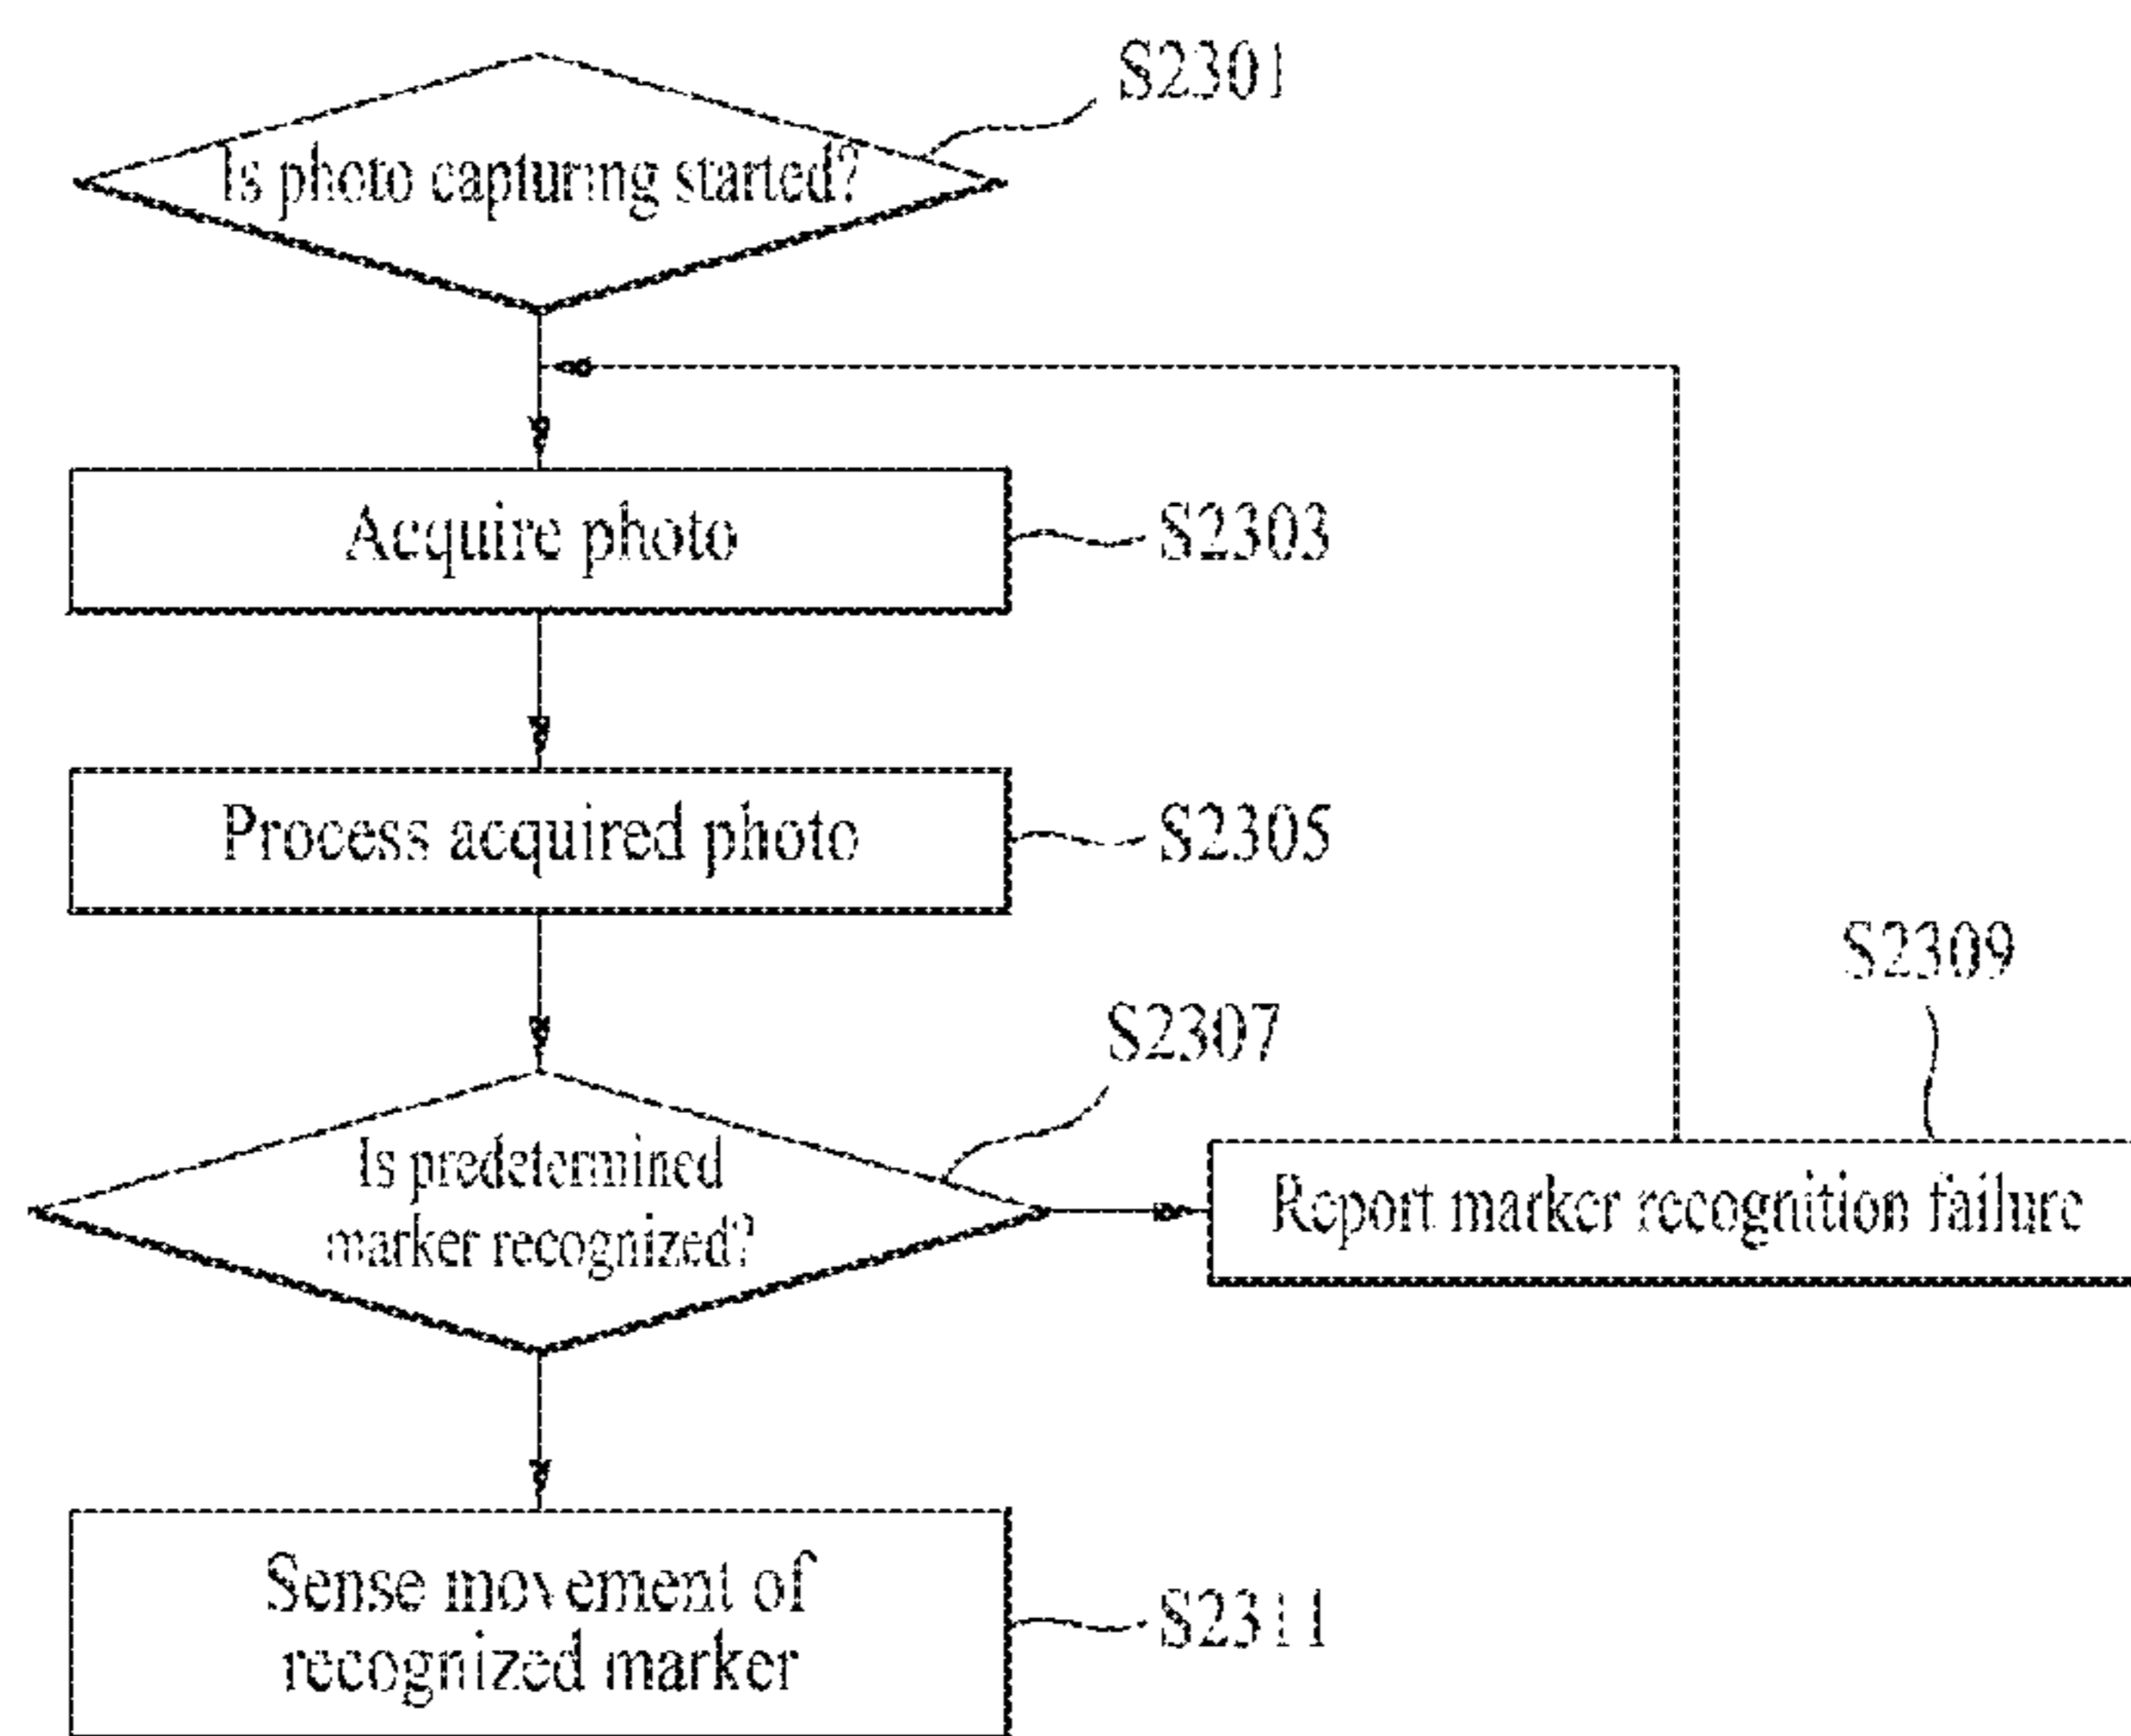 S2301
Is photo capturing started?
Acquire photo
S2303
Process acquired photo
S2305
S2309
S2307
Is predetermined
marker recognized?
Report marker recognition failure
Sense movement of
recognized marker
S2311